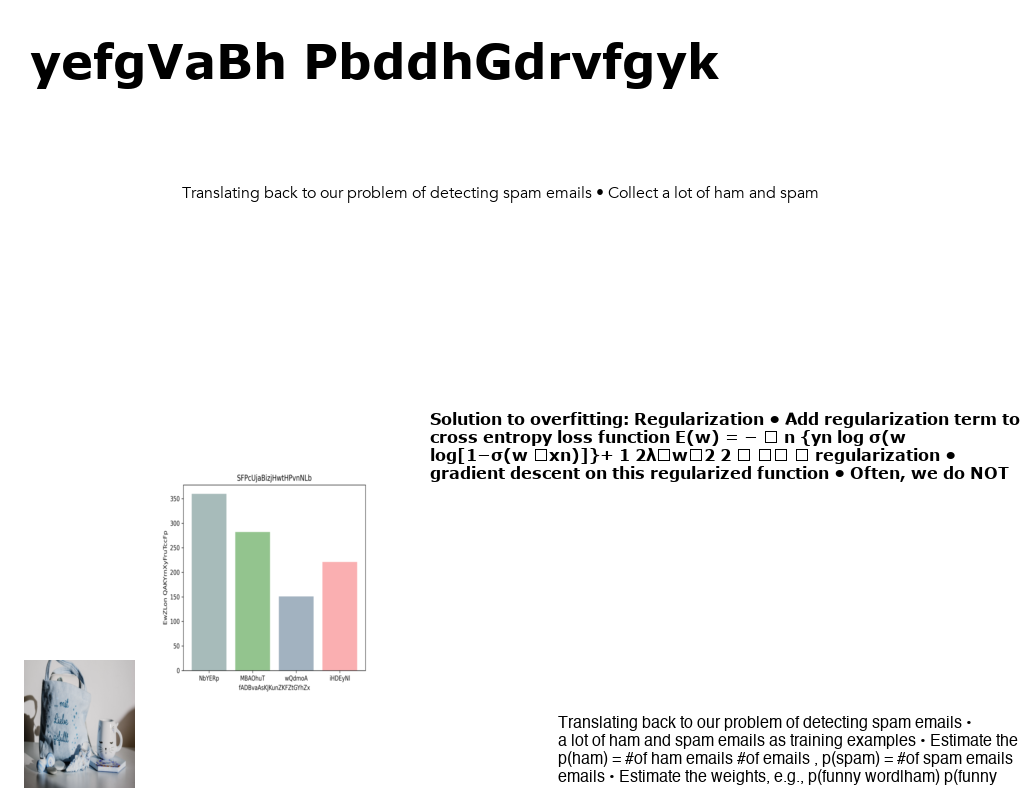 yefgVaBh PbddhGdrvfgyk
Translating back to our problem of detecting spam emails • Collect a lot of ham and spam
Solution to overfitting: Regularization • Add regularization term to
cross entropy loss function E(w) = − □ n {yn log σ(w
log[1−σ(w □xn)]}+ 1 2λ□w□2 2 □ □□ □ regularization •
gradient descent on this regularized function • Often, we do NOT
SFPcUjaBizjHwtHPvnNLb
350
300
250
200
150
100
50
0
EwZLon QAKYmXyfruTccFp
NbYERp MBAOhuT wQdmoA iHDEyNl
fADBvaAsKjKunZKFZtGYhZx
... mit
Liebe
Translating back to our problem of detecting spam emails •
a lot of ham and spam emails as training examples • Estimate the
p(ham) = #of ham emails #of emails , p(spam) = #of spam emails
emails • Estimate the weights, e.g., p(funny word|ham) p(funny